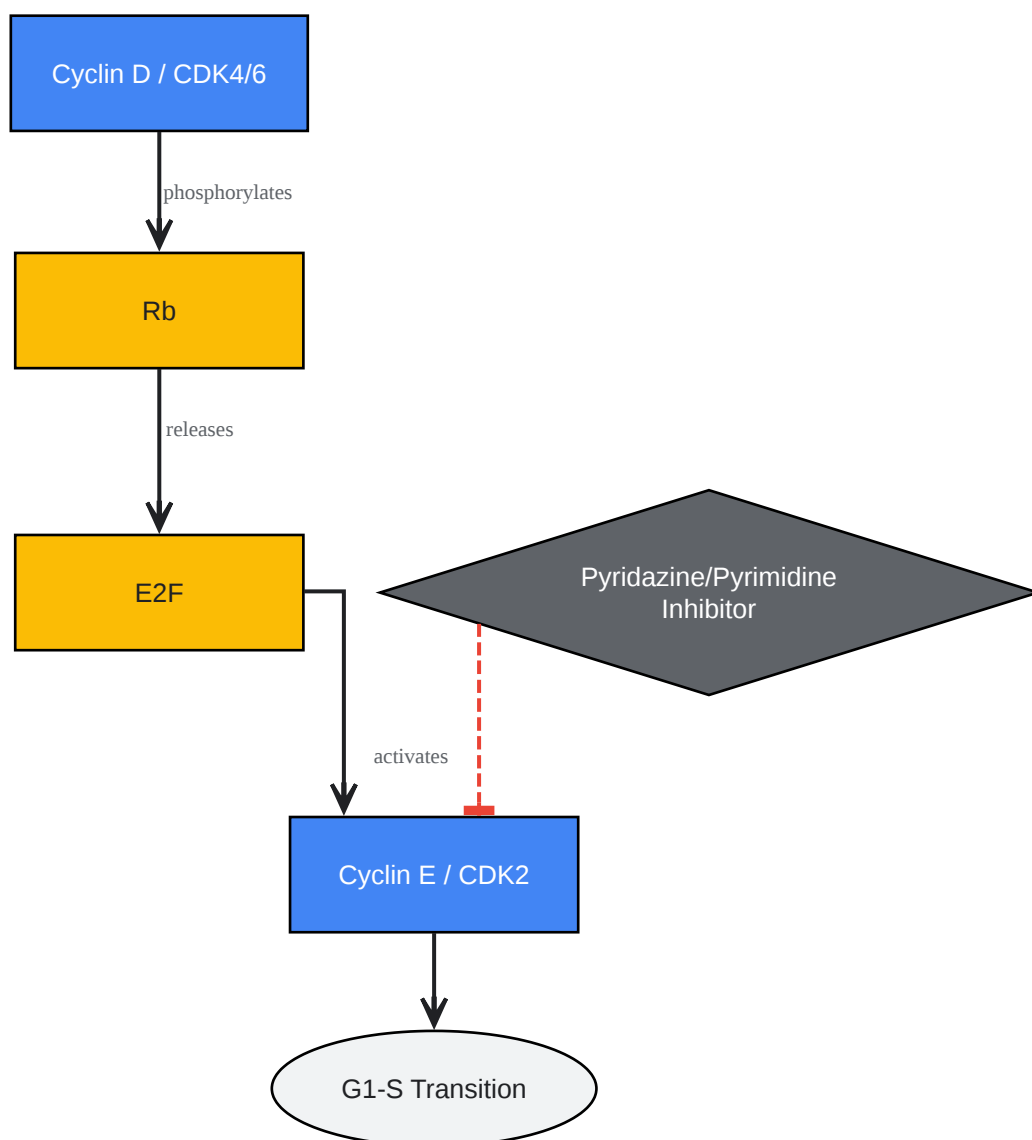 Cyclin D / CDK4/6
phosphorylates
Rb
releases
E2F
Pyridazine/Pyrimidine
Inhibitor
activates
Cyclin E / CDK2
G1-S Transition